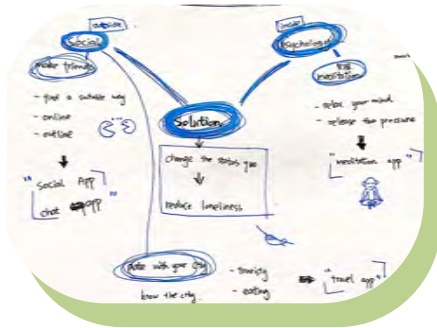 outside
Social
make friends
- find a suitable way
- online
- outline
"Social App
chat app"
inside
Psychologist
meditation
- relax your mind
- release the pressure
"meditation app"
Solution
change the status quo
reduce loneliness
date with your city
know the city
- touristy
- eating
"travel app"